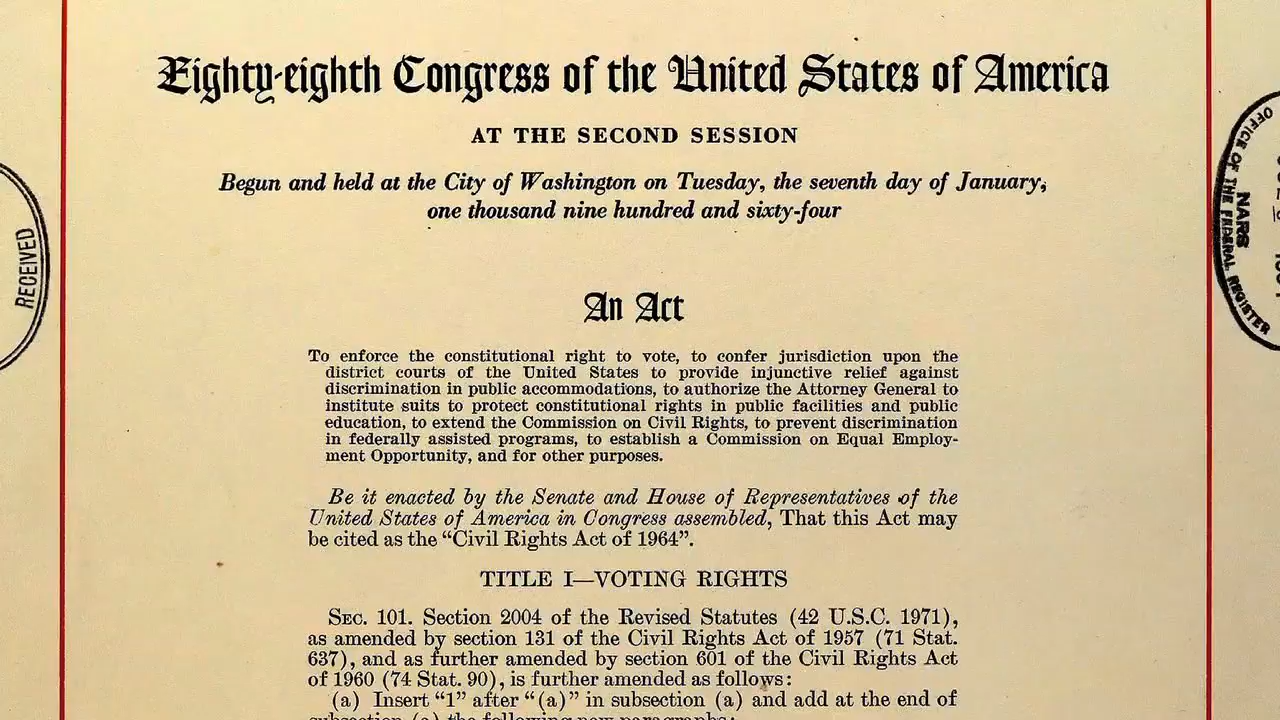 Eighty-eighth Congress of the United States of America
AT THE SECOND SESSION
Begun and held at the City of Washington on Tuesday, the seventh day of January,
one thousand nine hundred and sixty-four
RECEIVED
OFFICE OF THE FEDERAL REGISTER
NARS
An Act
To enforce the constitutional right to vote, to confer jurisdiction upon the
district courts of the United States to provide injunctive relief against
discrimination in public accommodations, to authorize the Attorney General to
institute suits to protect constitutional rights in public facilities and public
education, to extend the Commission on Civil Rights, to prevent discrimination
in federally assisted programs, to establish a Commission on Equal Employ-
ment Opportunity, and for other purposes.
Be it enacted by the Senate and House of Representatives of the
United States of America in Congress assembled, That this Act may
be cited as the “Civil Rights Act of 1964”.
TITLE I—VOTING RIGHTS
SEC. 101. Section 2004 of the Revised Statutes (42 U.S.C. 1971),
as amended by section 131 of the Civil Rights Act of 1957 (71 Stat.
637), and as further amended by section 601 of the Civil Rights Act
of 1960 (74 Stat. 90), is further amended as follows:
(a) Insert “1” after “(a)” in subsection (a) and add at the end of
subsection (a) the following new paragraphs: